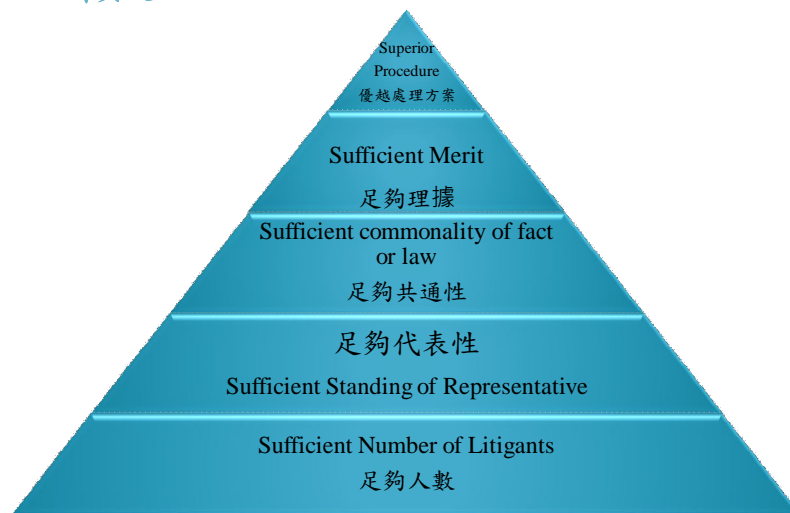 Superior
Procedure
優越處理方案
Sufficient Merit
足夠理據
Sufficient commonality of fact
or law
足夠共通性
足夠代表性
Sufficient Standing of Representative
Sufficient Number of Litigants
足夠人數